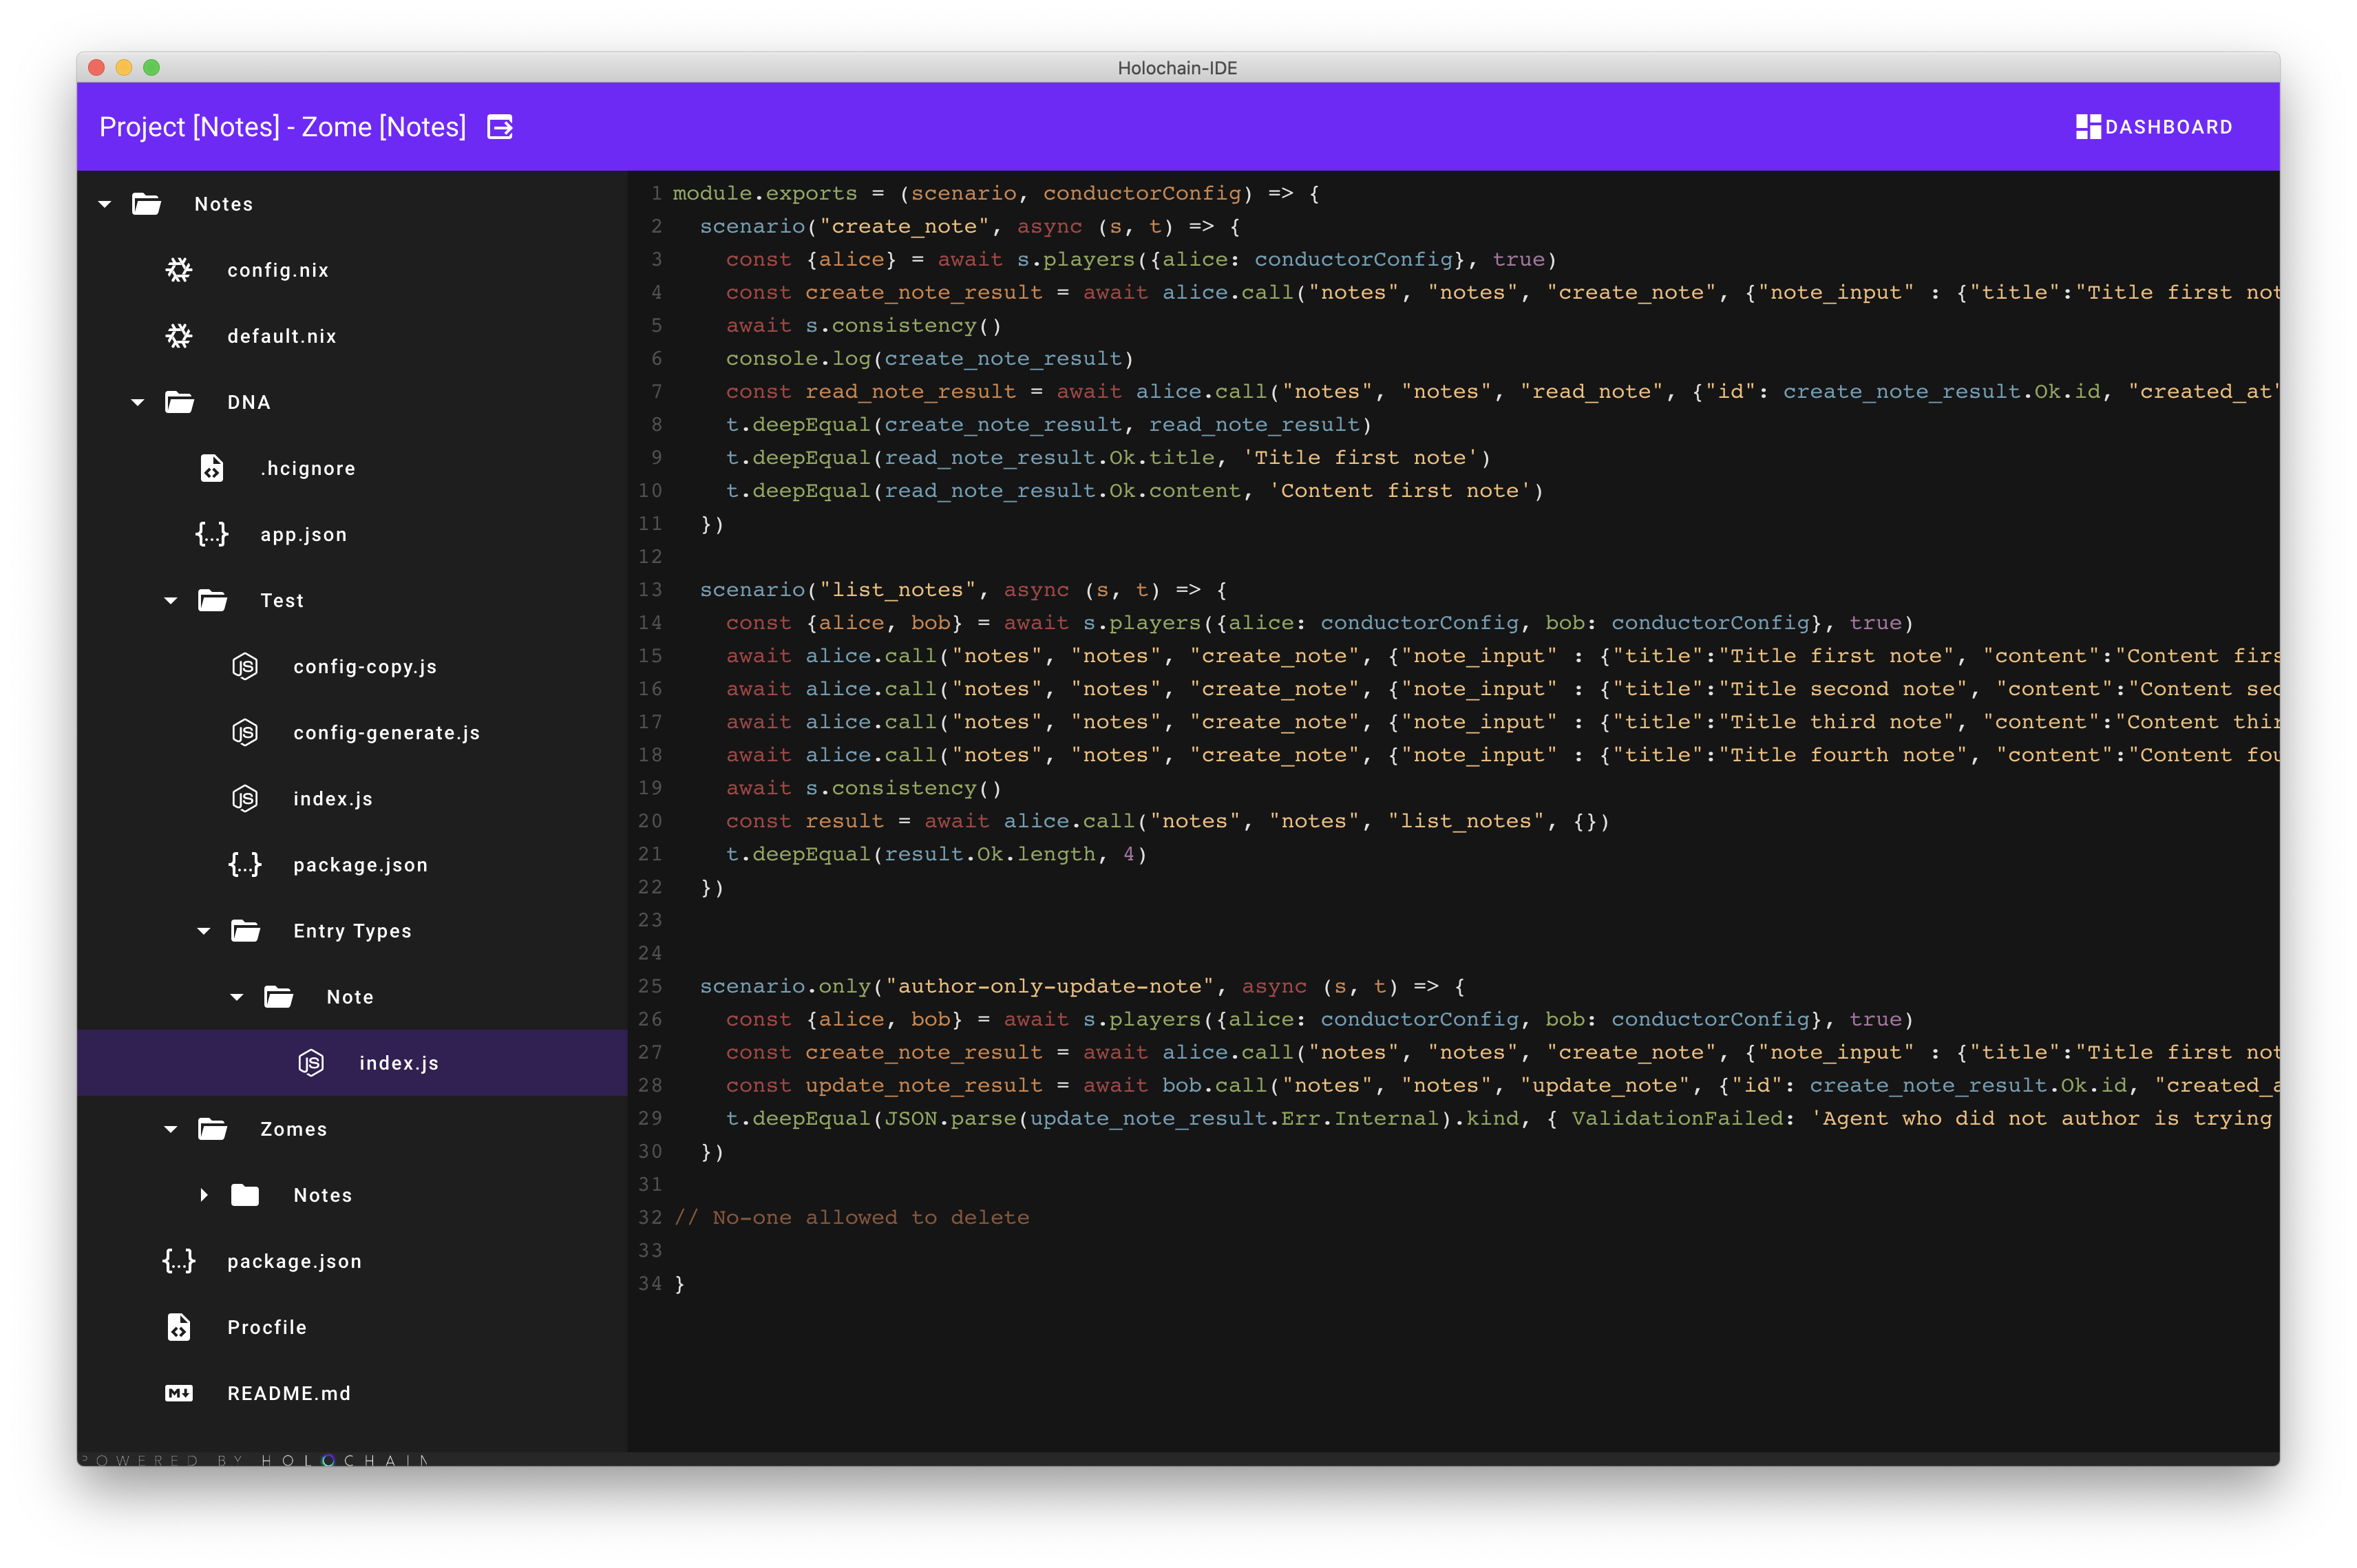 Holochain-IDE
Project [Notes] - Zome [Notes]
DASHBOARD
Notes
config.nix
default.nix
DNA
.hcignore
{...} app.json
Test
JS config-copy.js
JS config-generate.js
JS index.js
{...} package.json
Entry Types
Note
JS index.js
Zomes
Notes
{...} package.json
Procfile
M README.md
POWERED BY HOLOCHAIN
1 module.exports = (scenario, conductorConfig) => {
2   scenario("create_note", async (s, t) => {
3     const {alice} = await s.players({alice: conductorConfig}, true)
4     const create_note_result = await alice.call("notes", "notes", "create_note", {"note_input" : {"title":"Title first not
5     await s.consistency()
6     console.log(create_note_result)
7     const read_note_result = await alice.call("notes", "notes", "read_note", {"id": create_note_result.Ok.id, "created_at"
8     t.deepEqual(create_note_result, read_note_result)
9     t.deepEqual(read_note_result.Ok.title, 'Title first note')
10     t.deepEqual(read_note_result.Ok.content, 'Content first note')
11   })
12
13   scenario("list_notes", async (s, t) => {
14     const {alice, bob} = await s.players({alice: conductorConfig, bob: conductorConfig}, true)
15     await alice.call("notes", "notes", "create_note", {"note_input" : {"title":"Title first note", "content":"Content firs
16     await alice.call("notes", "notes", "create_note", {"note_input" : {"title":"Title second note", "content":"Content sec
17     await alice.call("notes", "notes", "create_note", {"note_input" : {"title":"Title third note", "content":"Content thir
18     await alice.call("notes", "notes", "create_note", {"note_input" : {"title":"Title fourth note", "content":"Content fou
19     await s.consistency()
20     const result = await alice.call("notes", "notes", "list_notes", {})
21     t.deepEqual(result.Ok.length, 4)
22   })
23
24
25   scenario.only("author-only-update-note", async (s, t) => {
26     const {alice, bob} = await s.players({alice: conductorConfig, bob: conductorConfig}, true)
27     const create_note_result = await alice.call("notes", "notes", "create_note", {"note_input" : {"title":"Title first not
28     const update_note_result = await bob.call("notes", "notes", "update_note", {"id": create_note_result.Ok.id, "created_a
29     t.deepEqual(JSON.parse(update_note_result.Err.Internal).kind, { ValidationFailed: 'Agent who did not author is trying
30   })
31
32 // No-one allowed to delete
33
34 }